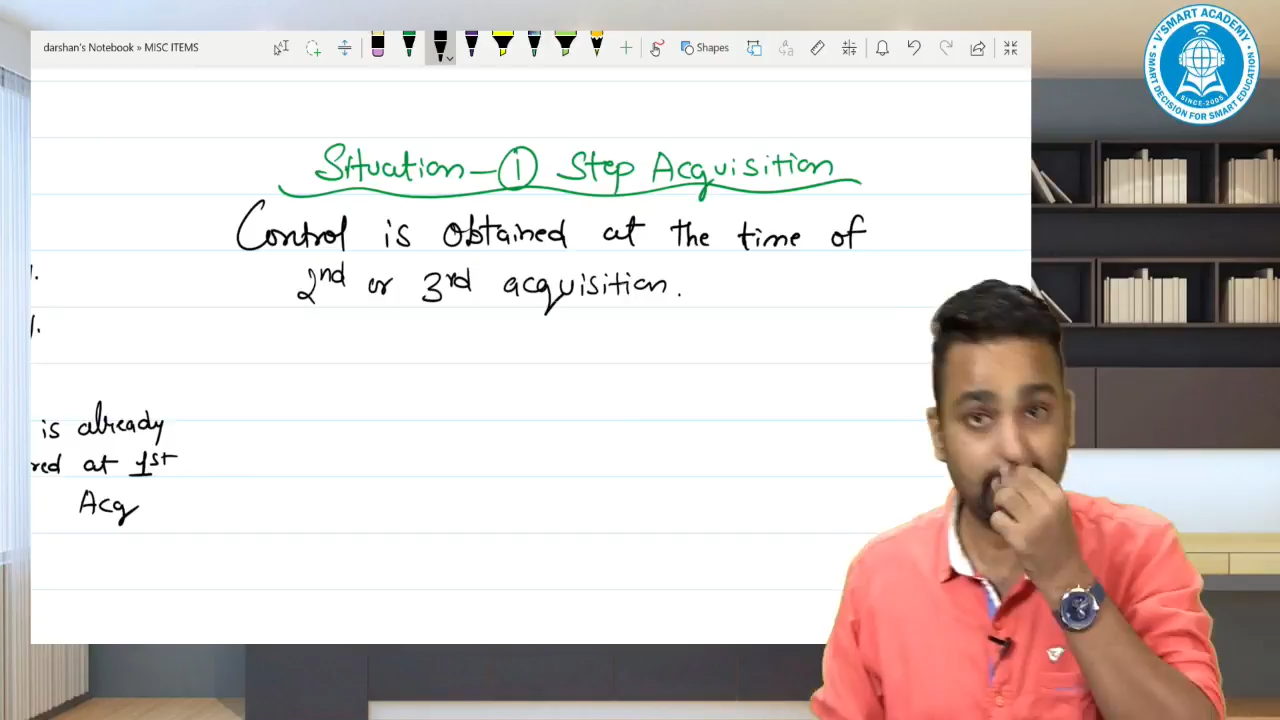 darshan's Notebook » MISC ITEMS
Shapes
V'SMART ACADEMY
SMART DECISION FOR SMART EDUCATION
SINCE-2005
Situation - ① Step Acquisition
Control is obtained at the time of
2nd or 3rd acquisition.
is already
red at 1st
Acq